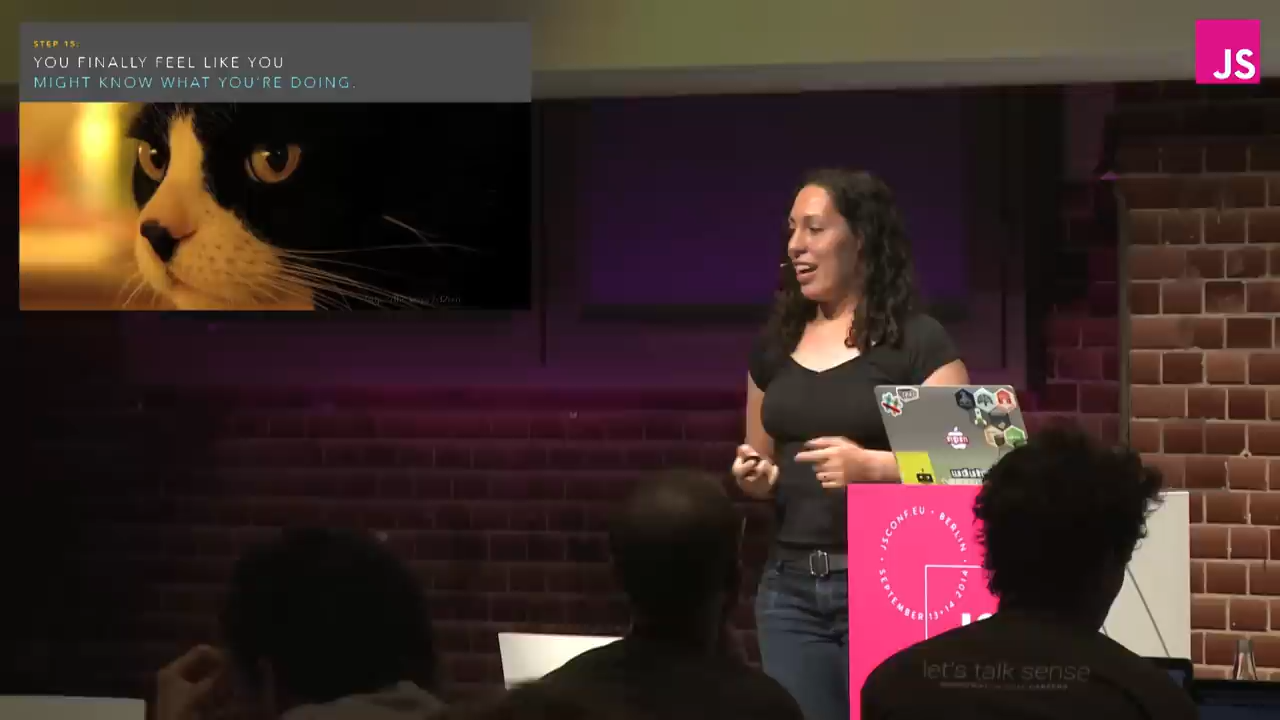 STEP 15:
YOU FINALLY FEEL LIKE YOU
MIGHT KNOW WHAT YOU'RE DOING.
JS
JSCONF.EU • BERLIN • SEPTEMBER 13+14 2014 •
let's talk sense